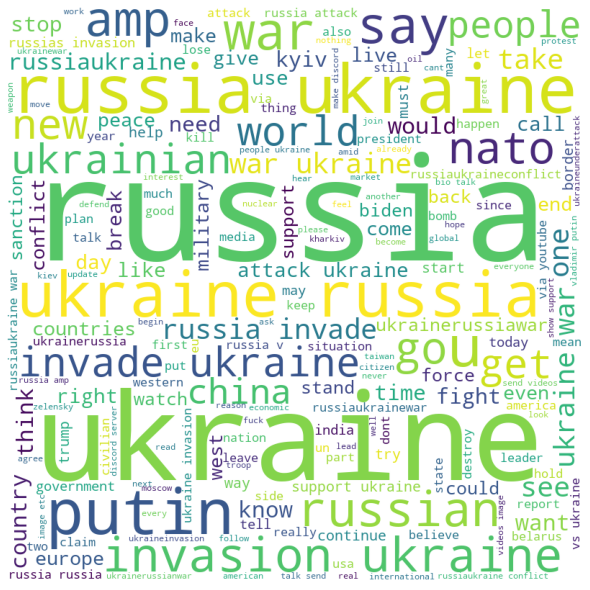 work face attack russia attack also nothing protest
ukrainewar
stop amp make war say people
russias invasion lose still oil cant
russiaukraine give kyiv live many let take
weapon russia ukraine make discord great
use must via
new peace need world would nato call
move help thing happen
year kill join president border ukraineunderattack
ukrainian people ukraine amid already
war ukraine russiaukraineconflict
sanction conflict interest hear market bio talk
much defend nuclear feel another back since end
plan good break military support please biden bomb vladimir putin
russia
talk media kharkiv become hope global via youtube
day come
kiev update like attack ukraine start everyone one
ukraine russia may keep
begin ask situation gou get show support
countries russia invade ukrainerussiawar
ukrainerussia first russia v today mean
invade ukraine put eu western taiwan citizen never send videos
russiaukraine war china stand time force even ukraine war
right watch russiaukrainewar america look
russia amp reason economic india
think trump civilian fuck nation west well dont
zelensky ukraine
agree discord server read leave un lead part try state destroy leader hold
country moscow troop ukraine invasion way
government next support ukraine could see report
image etc every putin side know russian want belarus videos image vs ukraine
two claim tell continue believe
europe ukraineinvasion follow really
invasion ukraine usa
russia russia ukrainerussianwar american talk send real international russiaukraine conflict